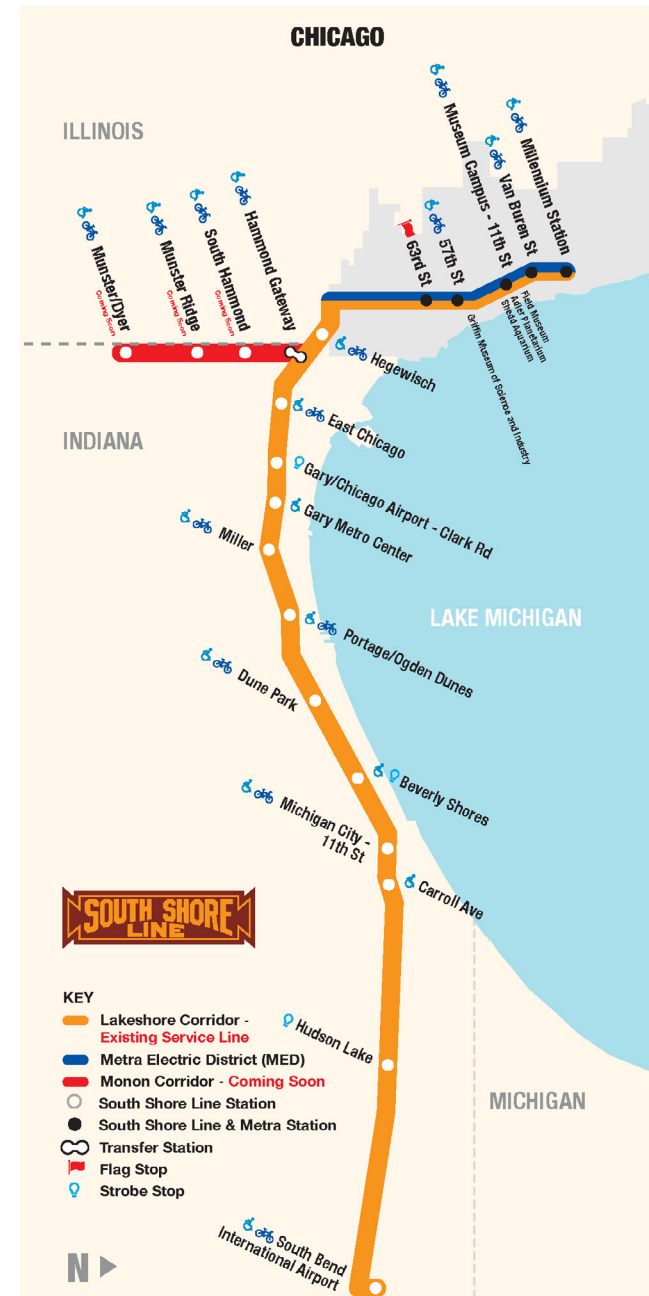 CHICAGO
ILLINOIS
Munster/Dyer
Coming Soon
Munster Ridge
Coming Soon
South Hammond
Coming Soon
Hammond Gateway
63rd St
57th St
Museum Campus - 11th St
Van Buren St
Millennium Station
Field Museum
Adler Planetarium
Shedd Aquarium
Griffin Museum of Science and Industry
Hegewisch
INDIANA
East Chicago
Gary/Chicago Airport - Clark Rd
Gary Metro Center
Miller
LAKE MICHIGAN
Portage/Ogden Dunes
Dune Park
Beverly Shores
Michigan City -
11th St
Carroll Ave
SOUTH SHORE
LINE
KEY
Lakeshore Corridor -
Existing Service Line
Metra Electric District (MED)
Monon Corridor - Coming Soon
South Shore Line Station
South Shore Line & Metra Station
Transfer Station
Flag Stop
Strobe Stop
Hudson Lake
MICHIGAN
South Bend
International Airport
N